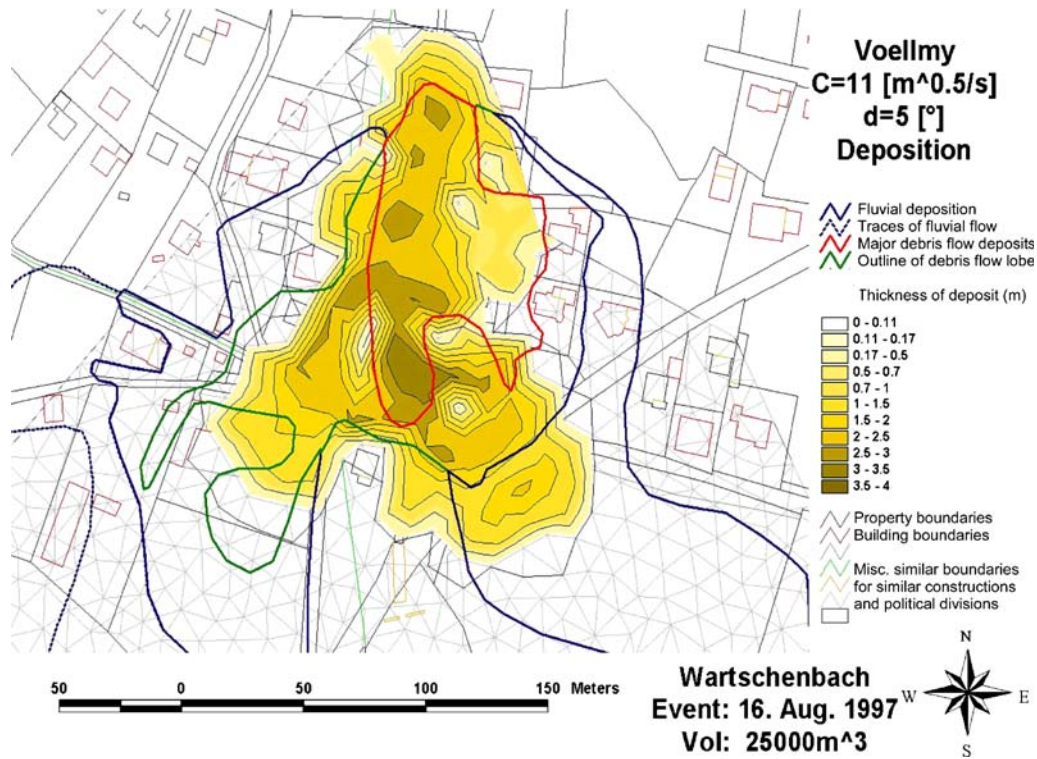 Voellmy
C=11 [m^0.5/s]
d=5 [°]
Deposition
Fluvial deposition
Traces of fluvial flow
Major debris flow deposits
Outline of debris flow lobe
Thickness of deposit (m)
0 - 0.11
0.11 - 0.17
0.17 - 0.5
0.5 - 0.7
0.7 - 1
1 - 1.5
1.5 - 2
2 - 2.5
2.5 - 3
3 - 3.5
3.5 - 4
Property boundaries
Building boundaries
Misc. similar boundaries
for similar constructions
and political divisions
50 0 50 100 150 Meters
Wartschenbach
Event: 16. Aug. 1997
Vol: 25000m^3
N
W E
S